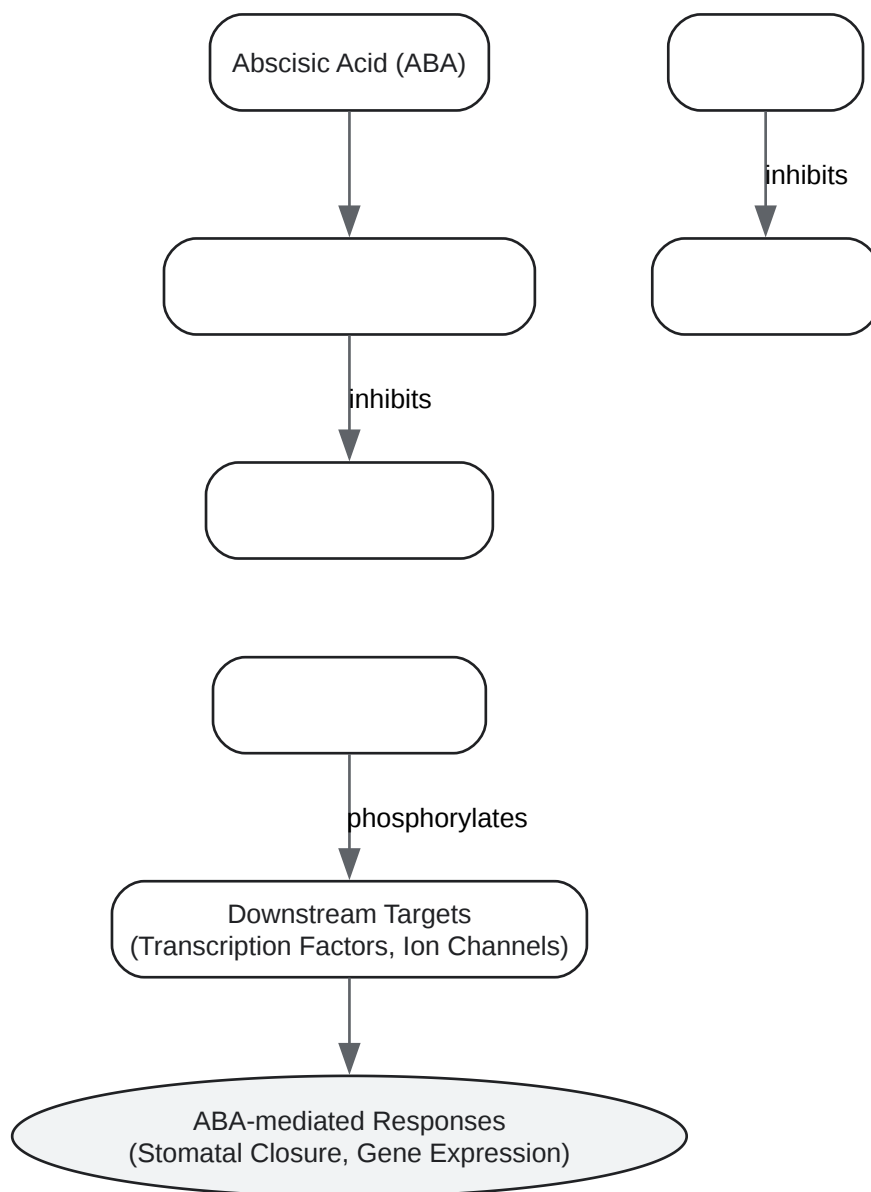 Abscisic Acid (ABA)
inhibits
inhibits
phosphorylates
Downstream Targets
(Transcription Factors, Ion Channels)
ABA-mediated Responses
(Stomatal Closure, Gene Expression)